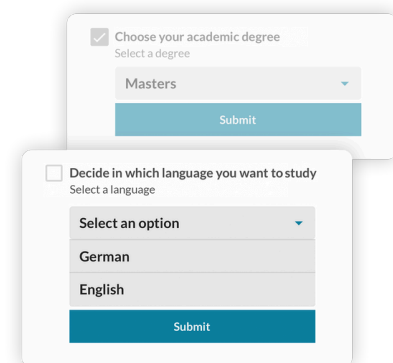 Choose your academic degree
Select a degree
Masters
Submit
Decide in which language you want to study
Select a language
Select an option
German
English
Submit